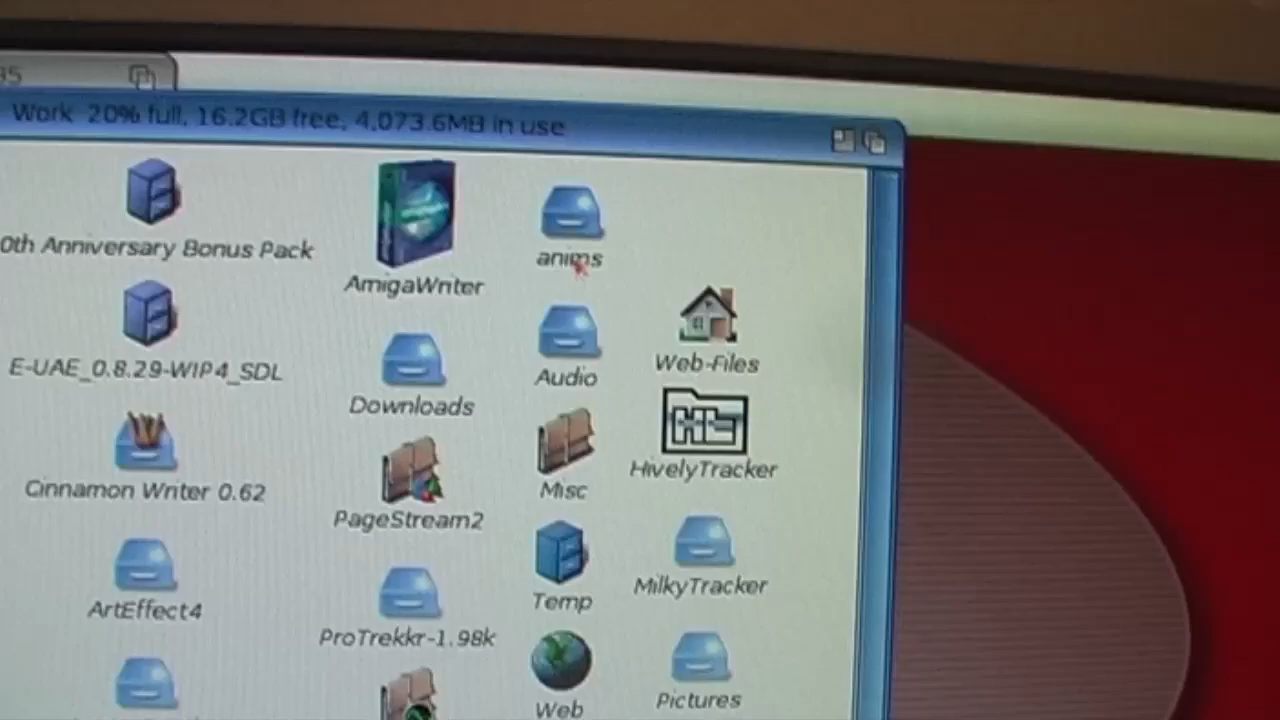 35
Work 20% full, 16.2GB free, 4,073.6MB in use
0th Anniversary Bonus Pack
AmigaWriter
anims
Web-Files
E-UAE_0.8.29-WIP4_SDL
Downloads
Audio
HivelyTracker
Cinnamon Writer 0.62
PageStream2
Misc
MilkyTracker
ArtEffect4
ProTrekkr-1.98k
Temp
Pictures
Web